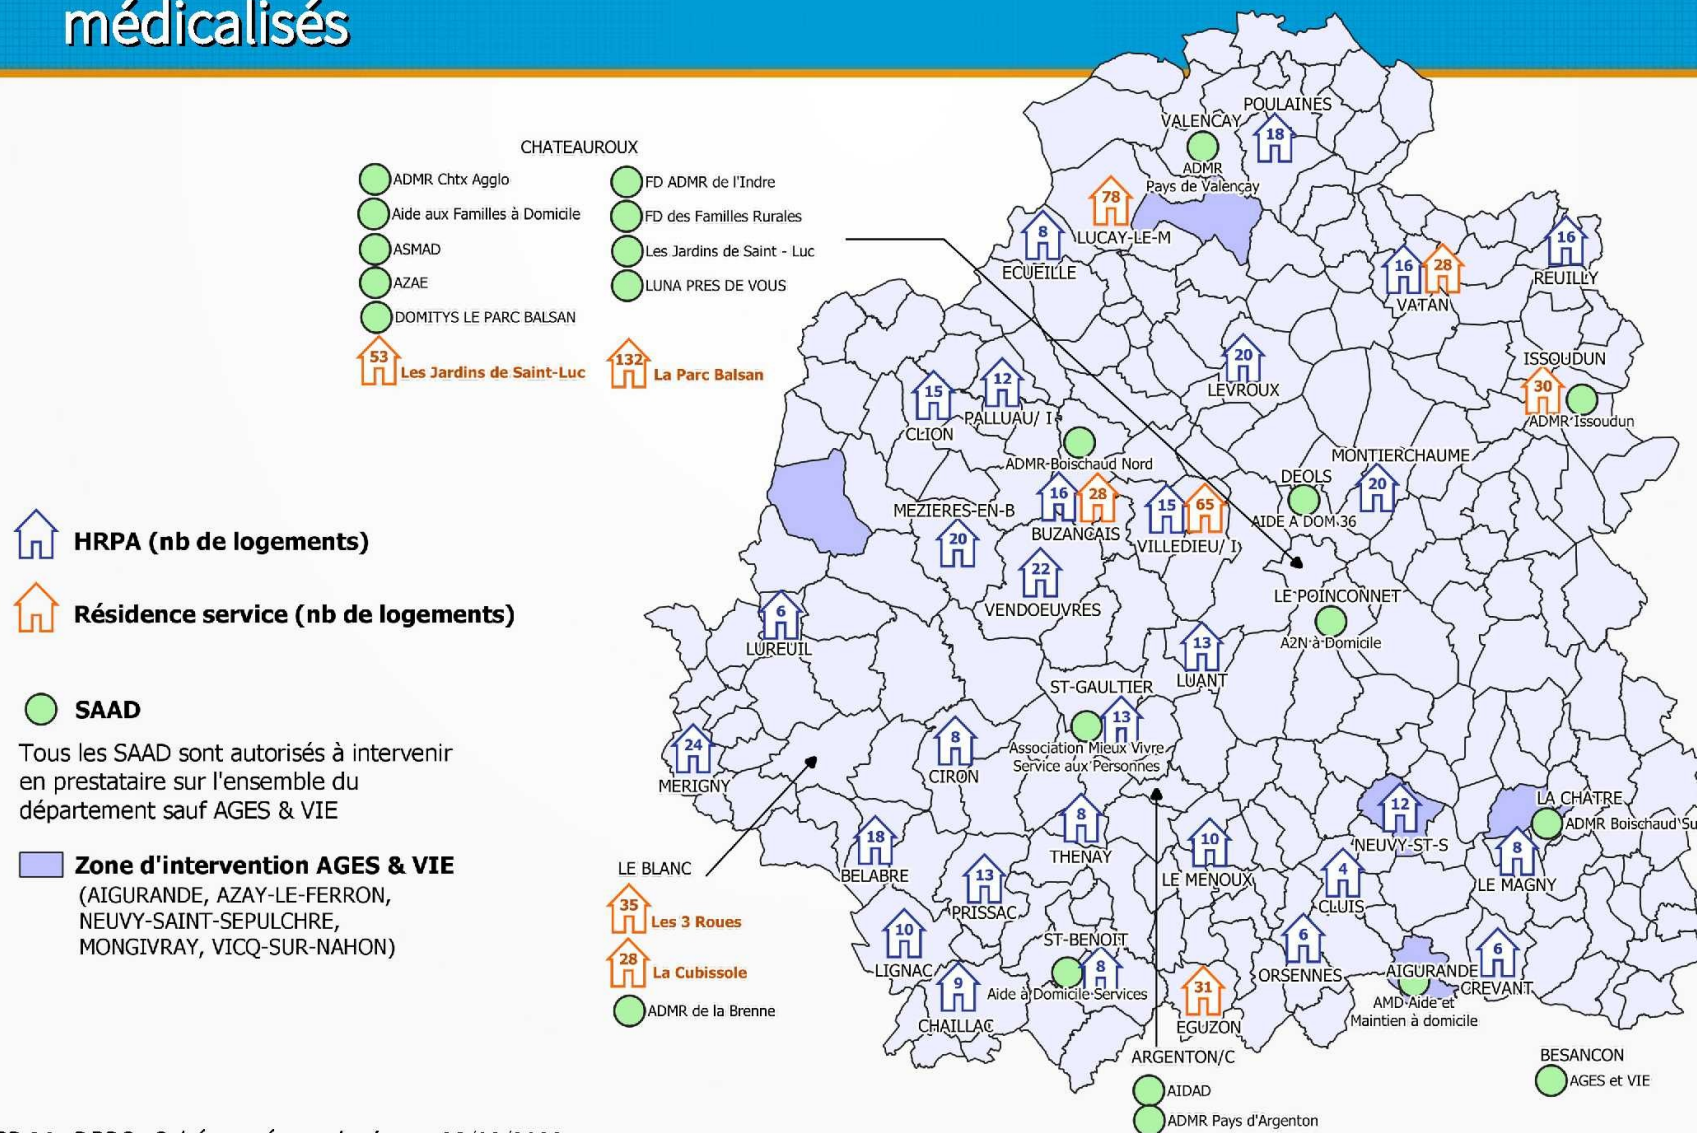 médicalisés
CHATEAUROUX
ADMR Chtx Agglo
Aide aux Familles à Domicile
ASMAD
AZAE
DOMITYS LE PARC BALSAN
53
Les Jardins de Saint-Luc
FD ADMR de l'Indre
FD des Familles Rurales
Les Jardins de Saint - Luc
LUNA PRES DE VOUS
132
La Parc Balsan
HRPA (nb de logements)
Résidence service (nb de logements)
SAAD
Tous les SAAD sont autorisés à intervenir
en prestataire sur l'ensemble du
département sauf AGES & VIE
Zone d'intervention AGES & VIE
(AIGURANDE, AZAY-LE-FERRON,
NEUVY-SAINT-SEPULCHRE,
MONGIVRAY, VICQ-SUR-NAHON)
POULAINES
18
VALENCAY
ADMR
Pays de Valençay
78
LUCAY-LE-M
8
ECUEILLE
16
REUILLY
16
28
VATAN
20
LEVROUX
ISSOUDUN
30
ADMR Issoudun
12
PALLUAU/ I
15
CLION
ADMR-Boischaud Nord
16
28
BUZANCAIS
15
65
VILLEDIEU/ I
DEOLS
AIDE A DOM 36
MONTIERCHAUME
20
MEZIERES-EN-B
20
22
VENDOEUVRES
LE POINCONNET
A2N à Domicile
6
LUREUIL
13
LUANT
ST-GAULTIER
13
Association Mieux Vivre
Service aux Personnes
24
MERIGNY
8
CIRON
8
THENAY
12
NEUVY-ST-S
LA CHATRE
ADMR Boischaud Su
8
LE MAGNY
18
BELABRE
10
LE MENOUX
4
CLUIS
13
PRISSAC
LE BLANC
35
Les 3 Roues
28
La Cubissole
ADMR de la Brenne
10
LIGNAC
9
CHAILLAC
ST-BENOIT
8
Aide à Domicile Services
6
ORSENNES
6
CREVANT
AIGURANDE
AMD Aide et
Maintien à domicile
31
EGUZON
ARGENTON/C
AIDAD
ADMR Pays d'Argenton
BESANCON
AGES et VIE